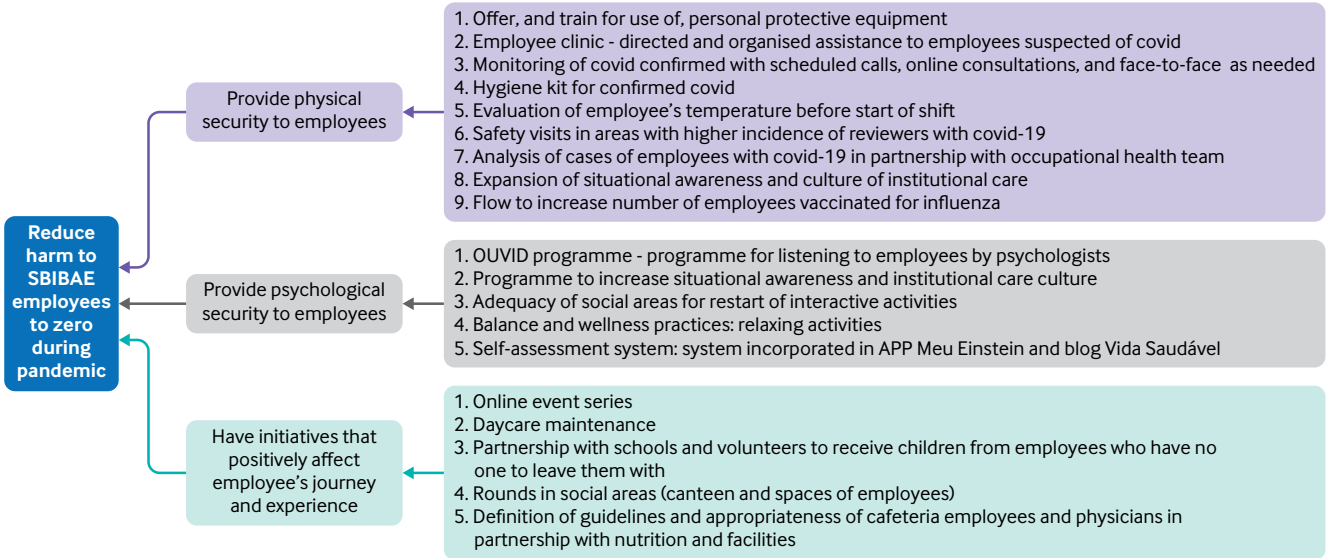 Reduce
harm to
SBIBAE
employees
to zero
during
pandemic
Provide physical
security to employees
1. Offer, and train for use of, personal protective equipment
2. Employee clinic - directed and organised assistance to employees suspected of covid
3. Monitoring of covid confirmed with scheduled calls, online consultations, and face-to-face as needed
4. Hygiene kit for confirmed covid
5. Evaluation of employee's temperature before start of shift
6. Safety visits in areas with higher incidence of reviewers with covid-19
7. Analysis of cases of employees with covid-19 in partnership with occupational health team
8. Expansion of situational awareness and culture of institutional care
9. Flow to increase number of employees vaccinated for influenza
Provide psychological
security to employees
1. OUVID programme - programme for listening to employees by psychologists
2. Programme to increase situational awareness and institutional care culture
3. Adequacy of social areas for restart of interactive activities
4. Balance and wellness practices: relaxing activities
5. Self-assessment system: system incorporated in APP Meu Einstein and blog Vida Saudável
Have initiatives that
positively affect
employee's journey
and experience
1. Online event series
2. Daycare maintenance
3. Partnership with schools and volunteers to receive children from employees who have no
one to leave them with
4. Rounds in social areas (canteen and spaces of employees)
5. Definition of guidelines and appropriateness of cafeteria employees and physicians in
partnership with nutrition and facilities